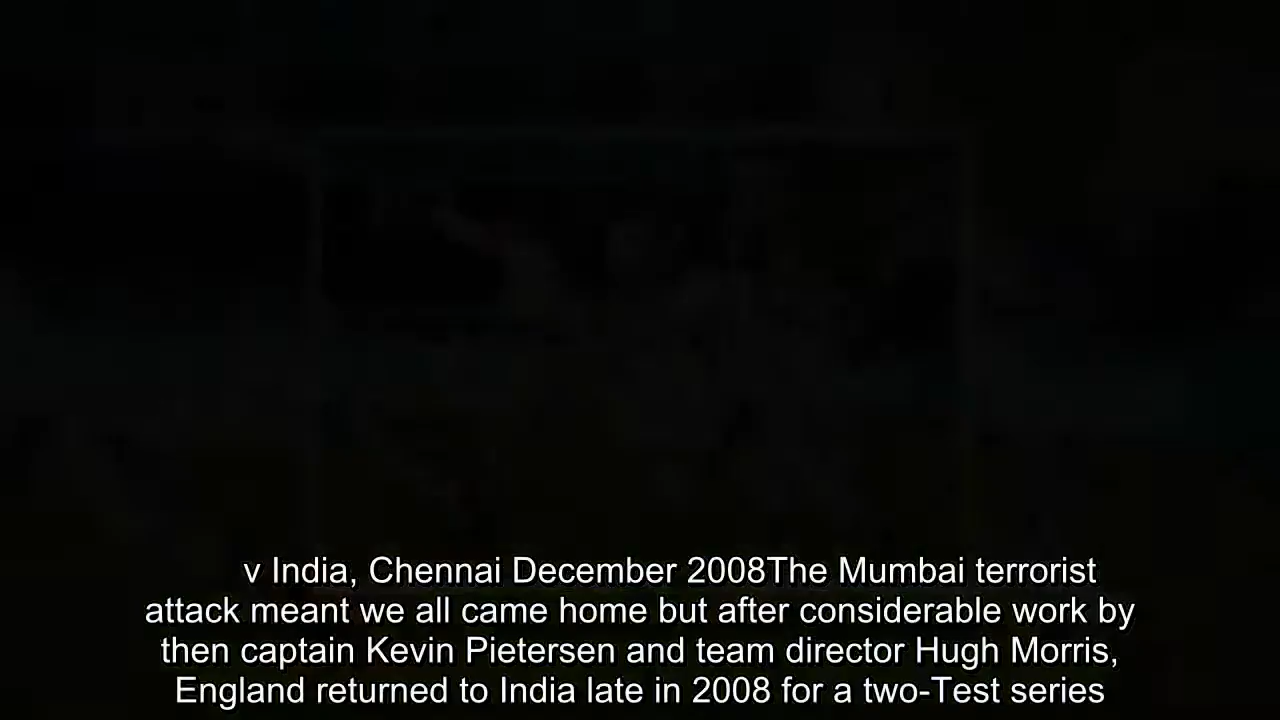 v India, Chennai December 2008The Mumbai terrorist
attack meant we all came home but after considerable work by
then captain Kevin Pietersen and team director Hugh Morris,
England returned to India late in 2008 for a two-Test series